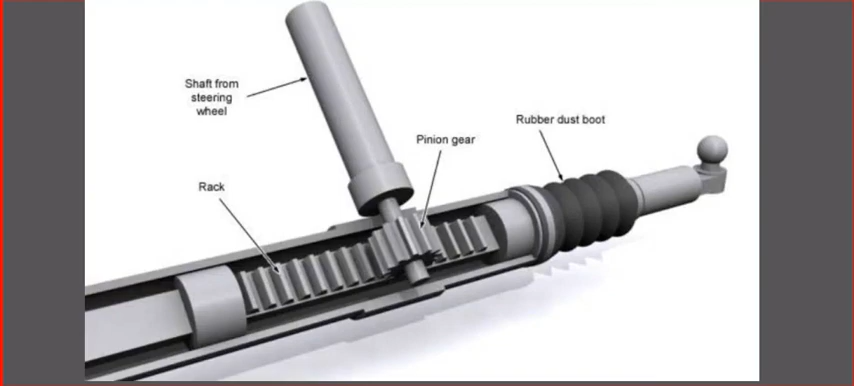 Shaft from
steering
wheel
Rubber dust boot
Pinion gear
Rack